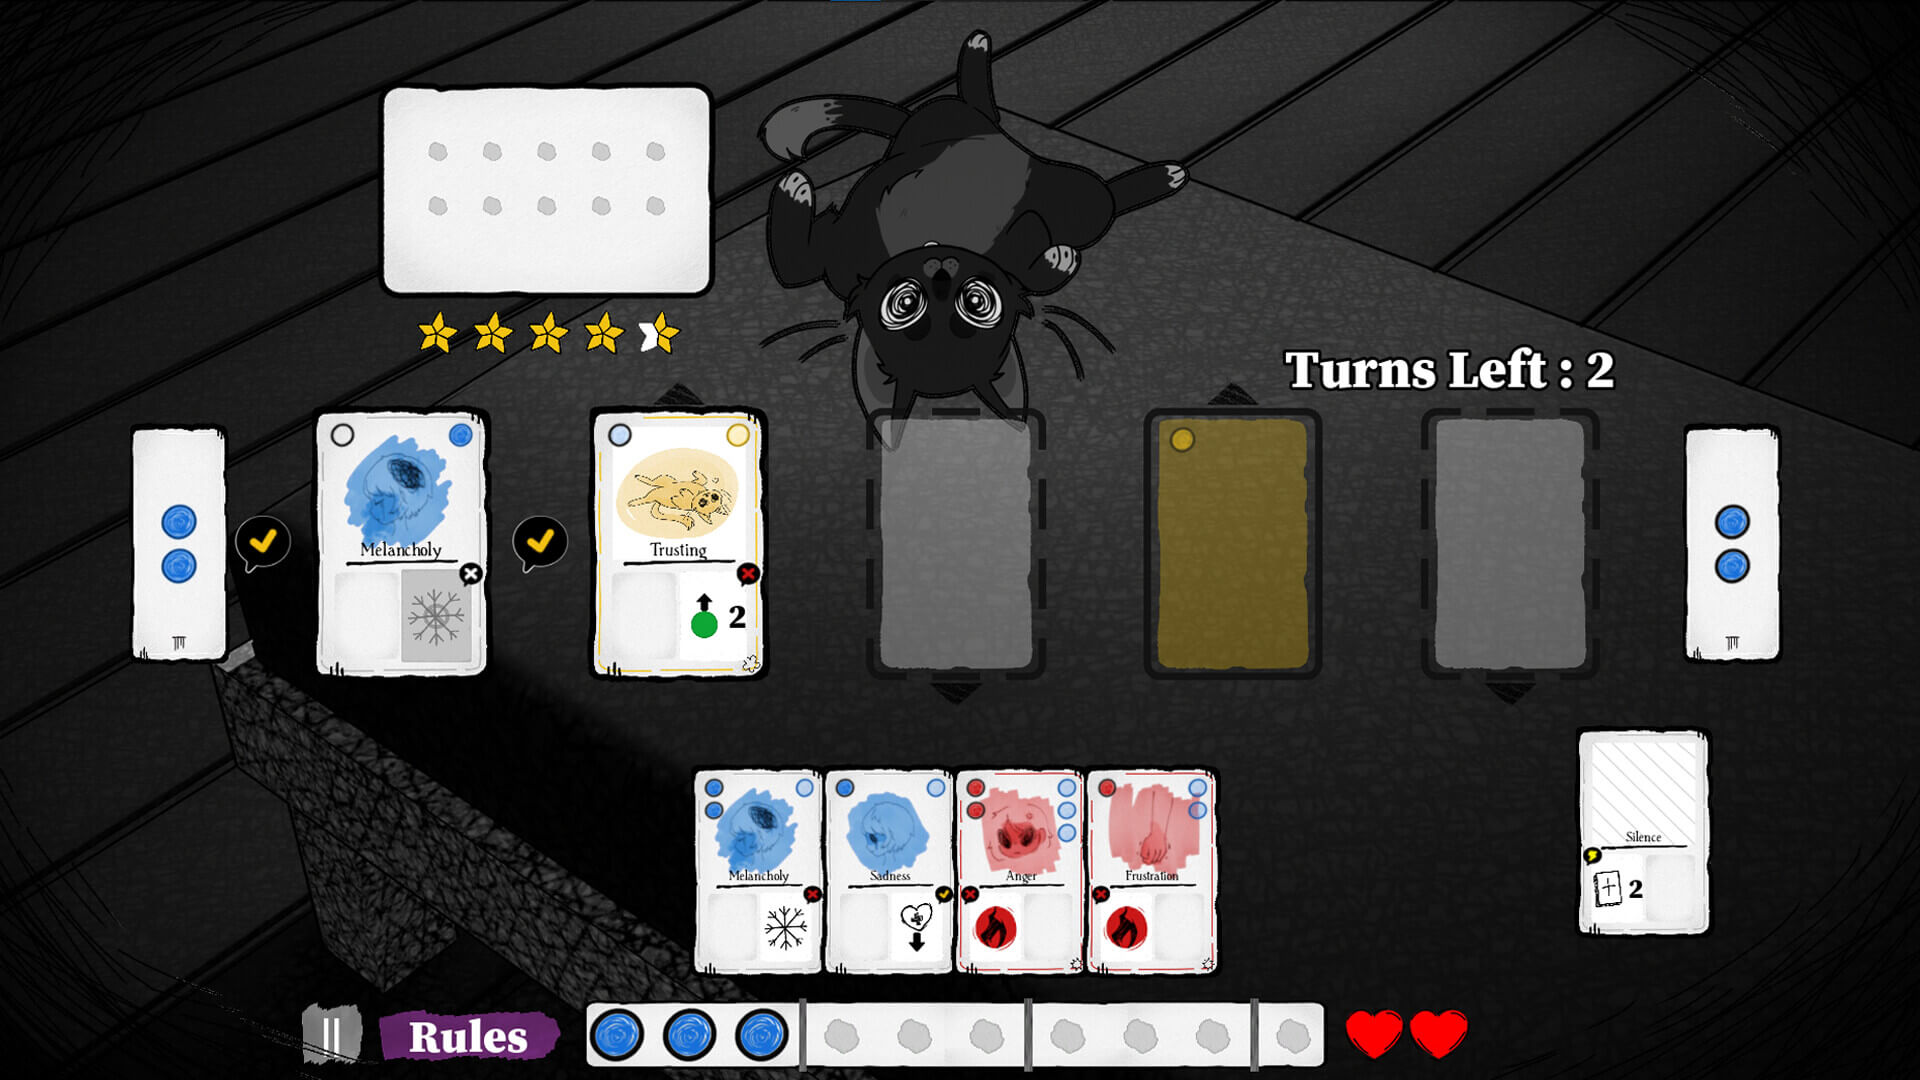 Turns Left : 2
Melancholy
Trusting
2
Melancholy
Sadness
Anger
Frustration
Silence
2
Rules